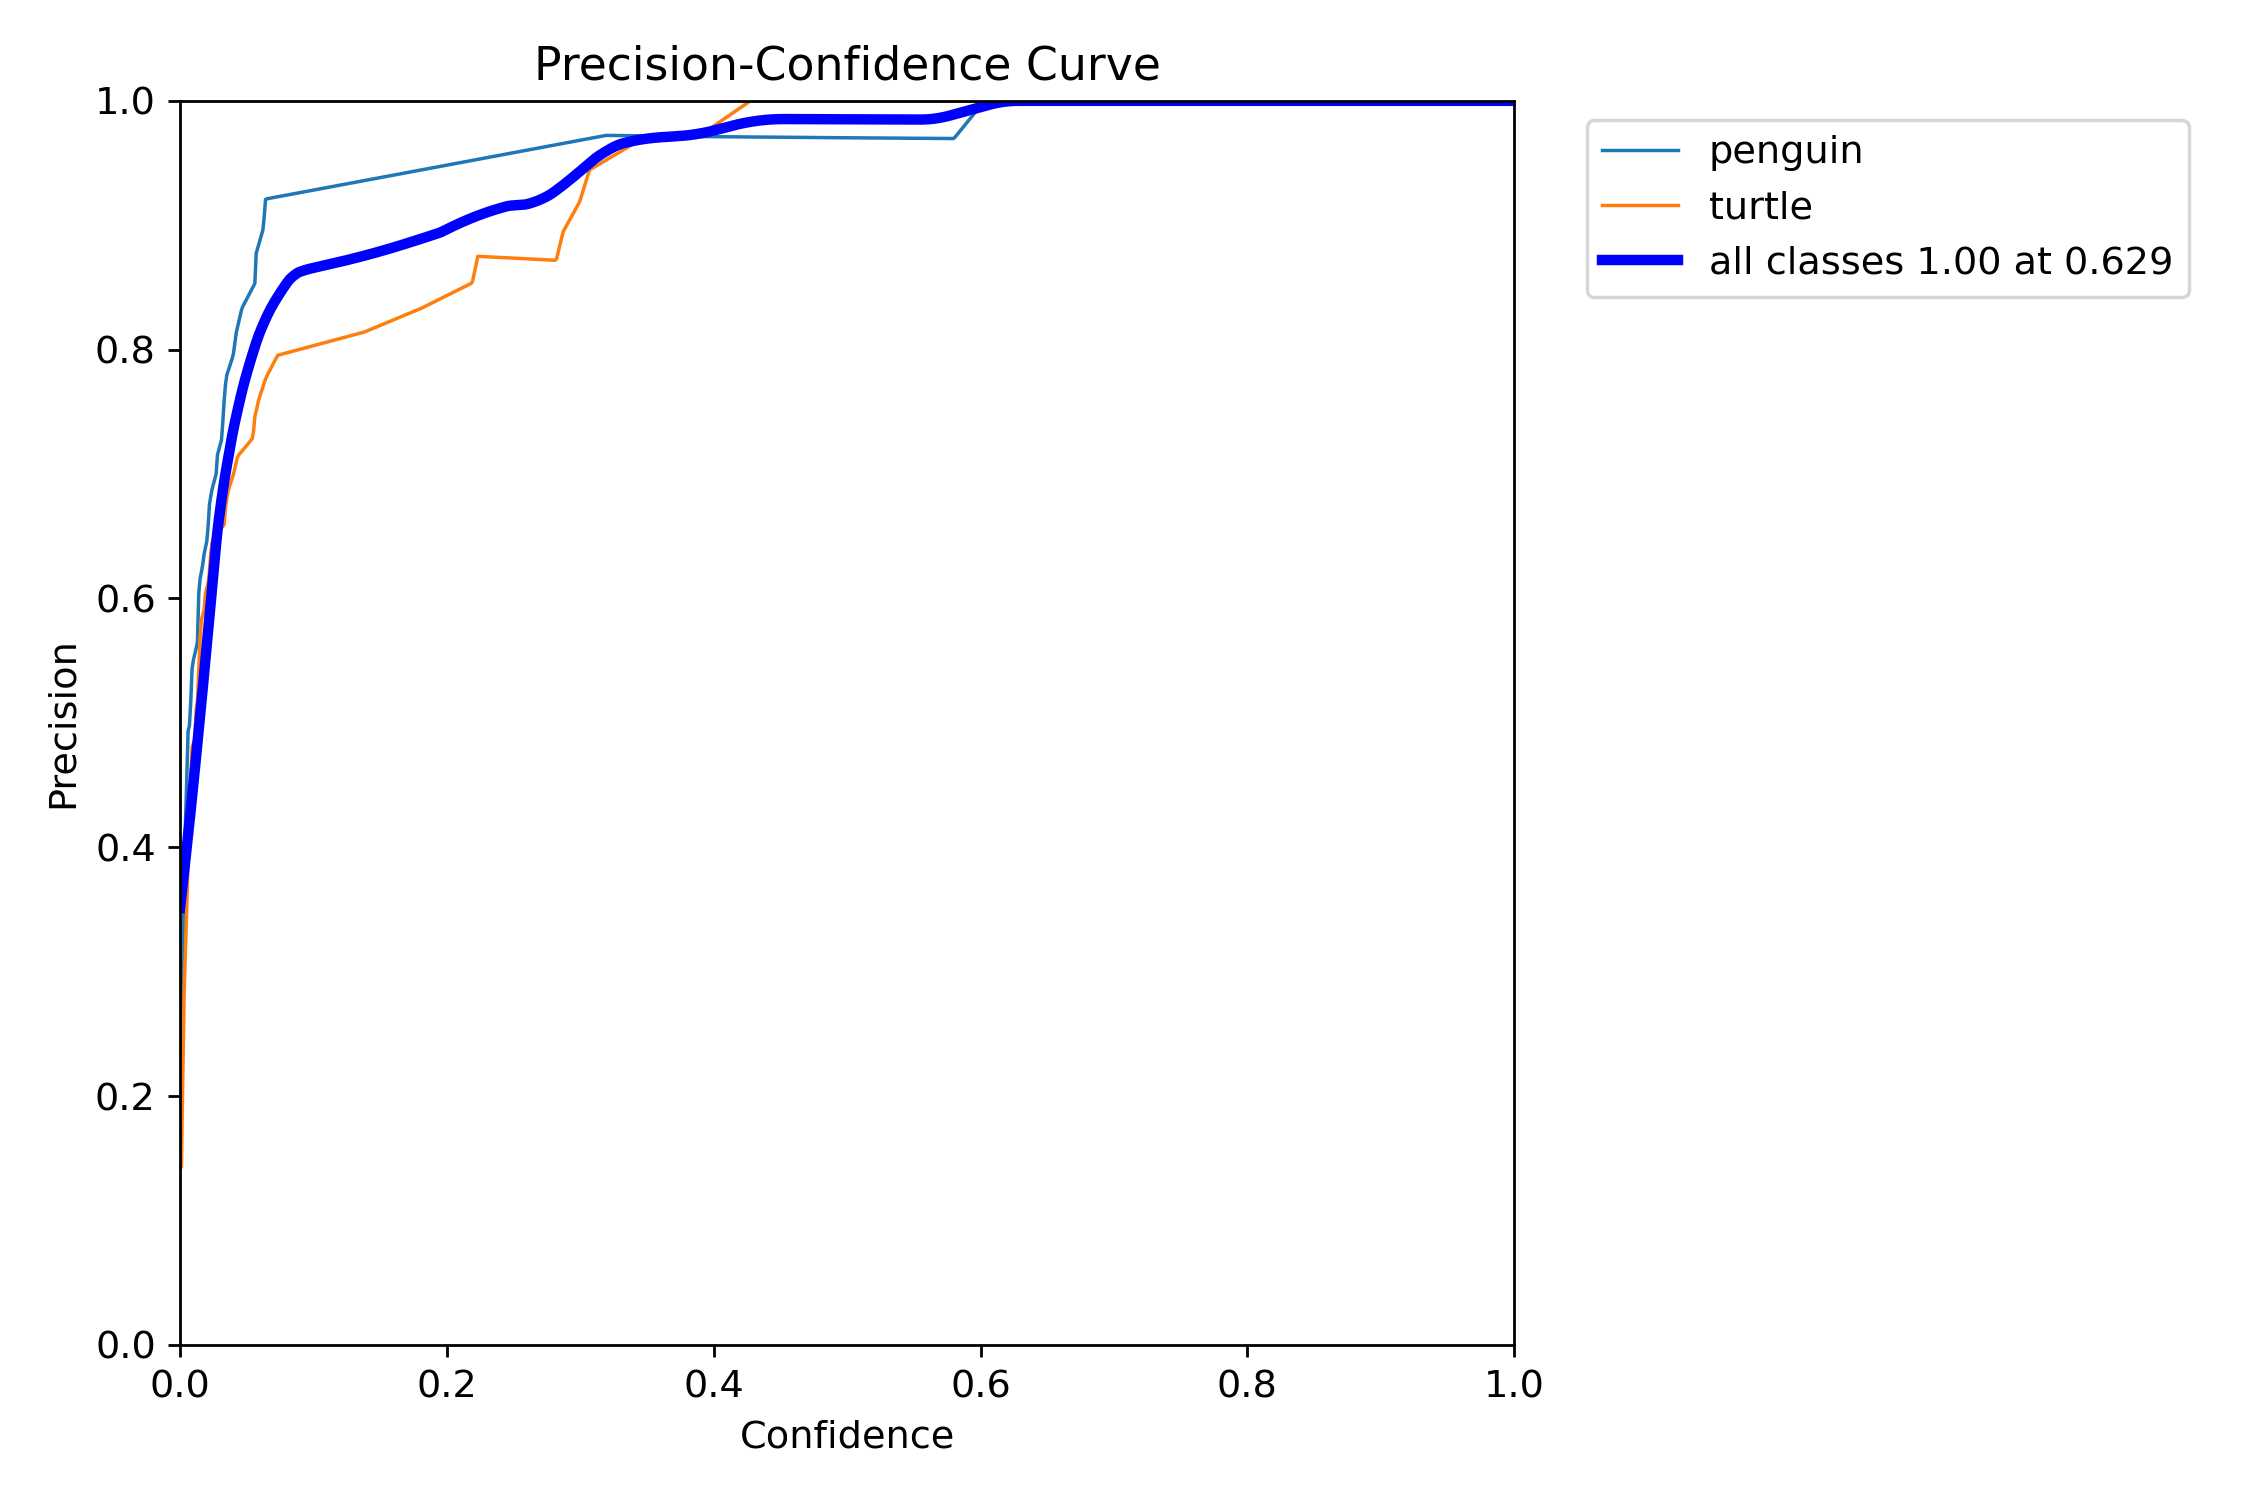 Precision-Confidence Curve
1.0
0.8
0.6
0.4
0.2
0.0
Precision
0.0 0.2 0.4 0.6 0.8 1.0
Confidence
penguin
turtle
all classes 1.00 at 0.629